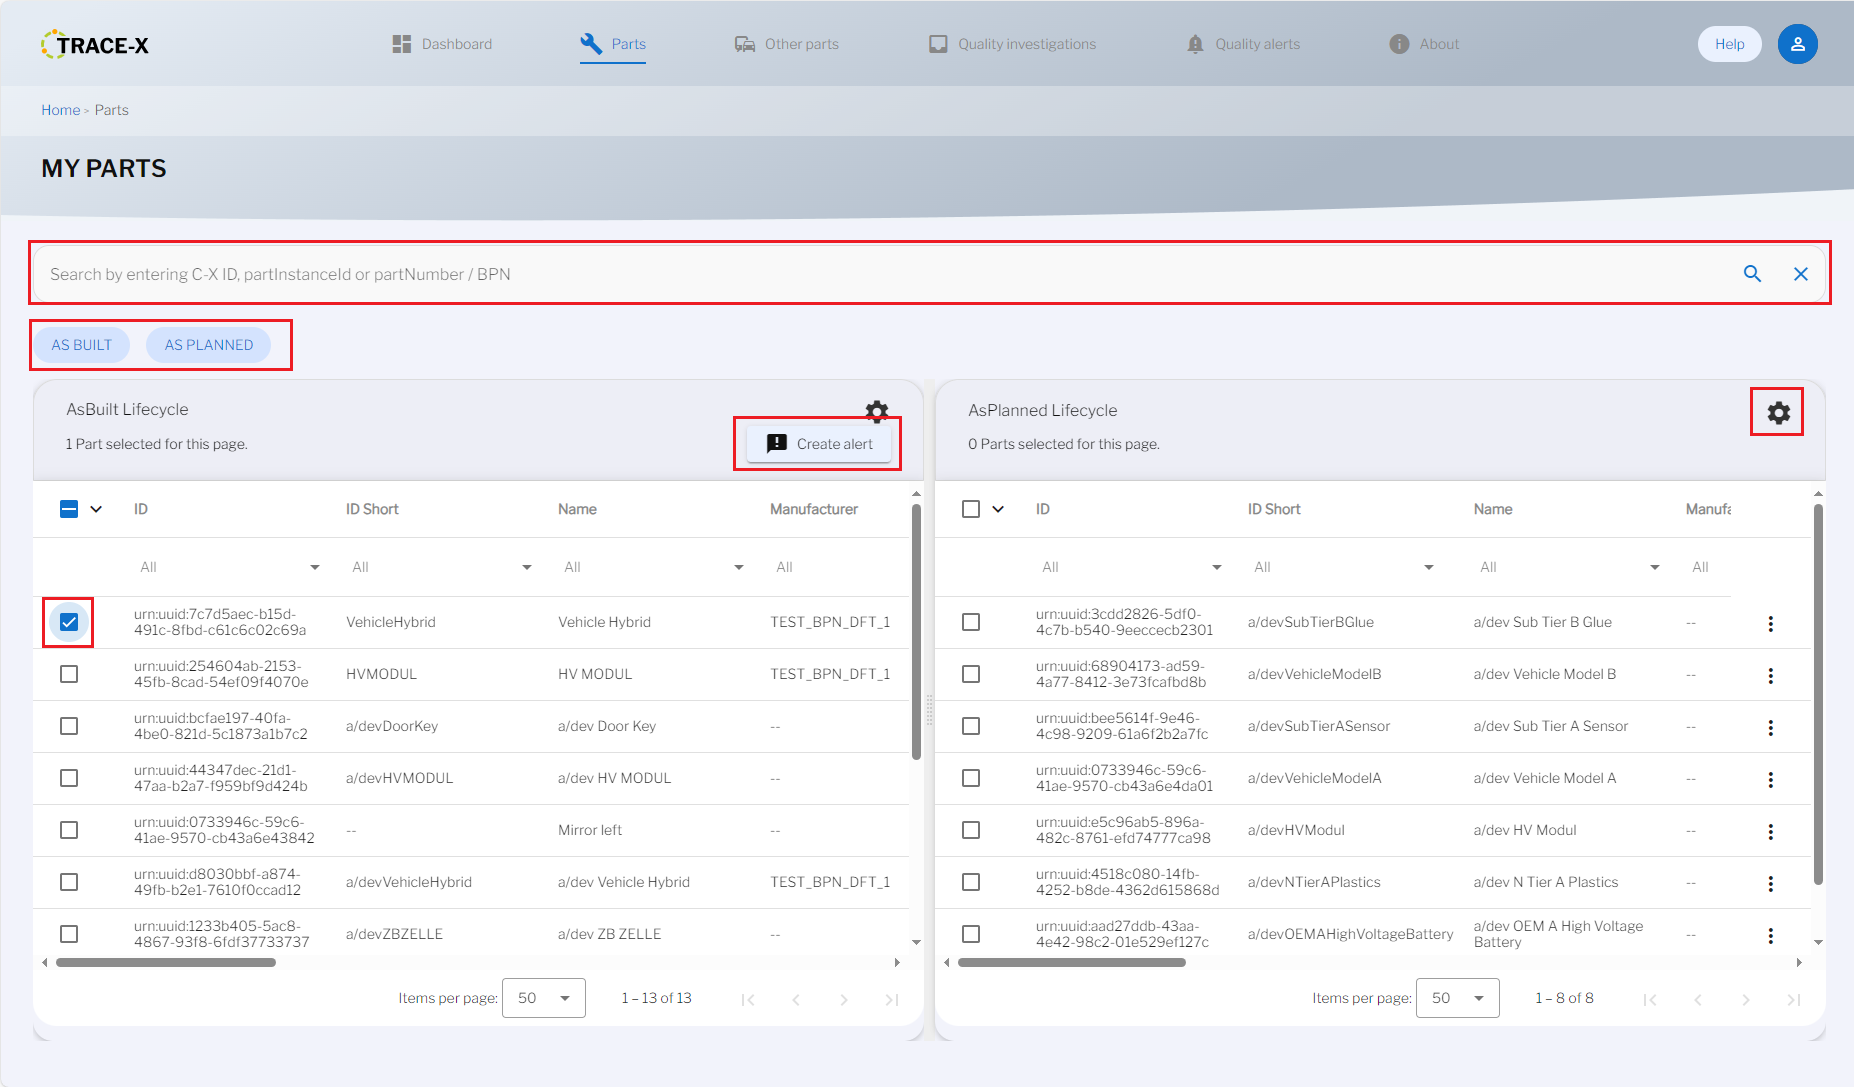 TRACE-X
Dashboard
Parts
Other parts
Quality investigations
Quality alerts
About
Help
Home > Parts
MY PARTS
Search by entering C-X ID, partInstanceId or partNumber / BPN
AS BUILT
AS PLANNED
AsBuilt Lifecycle
1 Part selected for this page.
Create alert
ID
ID Short
Name
Manufacturer
All
All
All
All
urn:uuid:7c7d5aec-b15d-
491c-8fbd-c61c6c02c69a
VehicleHybrid
Vehicle Hybrid
TEST_BPN_DFT_1
urn:uuid:254604ab-2153-
45fb-8cad-54ef09f4070e
HVMODUL
HV MODUL
TEST_BPN_DFT_1
urn:uuid:bcfae197-40fa-
4be0-821d-5c1873a1b7c2
a/devDoorKey
a/dev Door Key
--
urn:uuid:44347dec-21d1-
47aa-b2a7-f959bf9d424b
a/devHVMODUL
a/dev HV MODUL
--
urn:uuid:0733946c-59c6-
41ae-9570-cb43a6e43842
--
Mirror left
--
urn:uuid:d8030bbf-a874-
49fb-b2e1-7610f0ccad12
a/devVehicleHybrid
a/dev Vehicle Hybrid
TEST_BPN_DFT_1
urn:uuid:1233b405-5ac8-
4867-93f8-6fdf37733737
a/devZBZELLE
a/dev ZB ZELLE
--
Items per page:
50
1 – 13 of 13
AsPlanned Lifecycle
0 Parts selected for this page.
ID
ID Short
Name
Manufa
All
All
All
All
urn:uuid:3cdd2826-5df0-
4c7b-b540-9eeccecb2301
a/devSubTierBGlue
a/dev Sub Tier B Glue
--
urn:uuid:68904173-ad59-
4a77-8412-3e73fcafbd8b
a/devVehicleModelB
a/dev Vehicle Model B
--
urn:uuid:bee5614f-9e46-
4c98-9209-61a6f2b2a7fc
a/devSubTierASensor
a/dev Sub Tier A Sensor
--
urn:uuid:0733946c-59c6-
41ae-9570-cb43a6e4da01
a/devVehicleModelA
a/dev Vehicle Model A
--
urn:uuid:e5c96ab5-896a-
482c-8761-efd74777ca98
a/devHVModul
a/dev HV Modul
--
urn:uuid:4518c080-14fb-
4252-b8de-4362d615868d
a/devNTierAPlastics
a/dev N Tier A Plastics
--
urn:uuid:aad27ddb-43aa-
4e42-98c2-01e529ef127c
a/devOEMAHighVoltageBattery
a/dev OEM A High Voltage
Battery
--
Items per page:
50
1 – 8 of 8